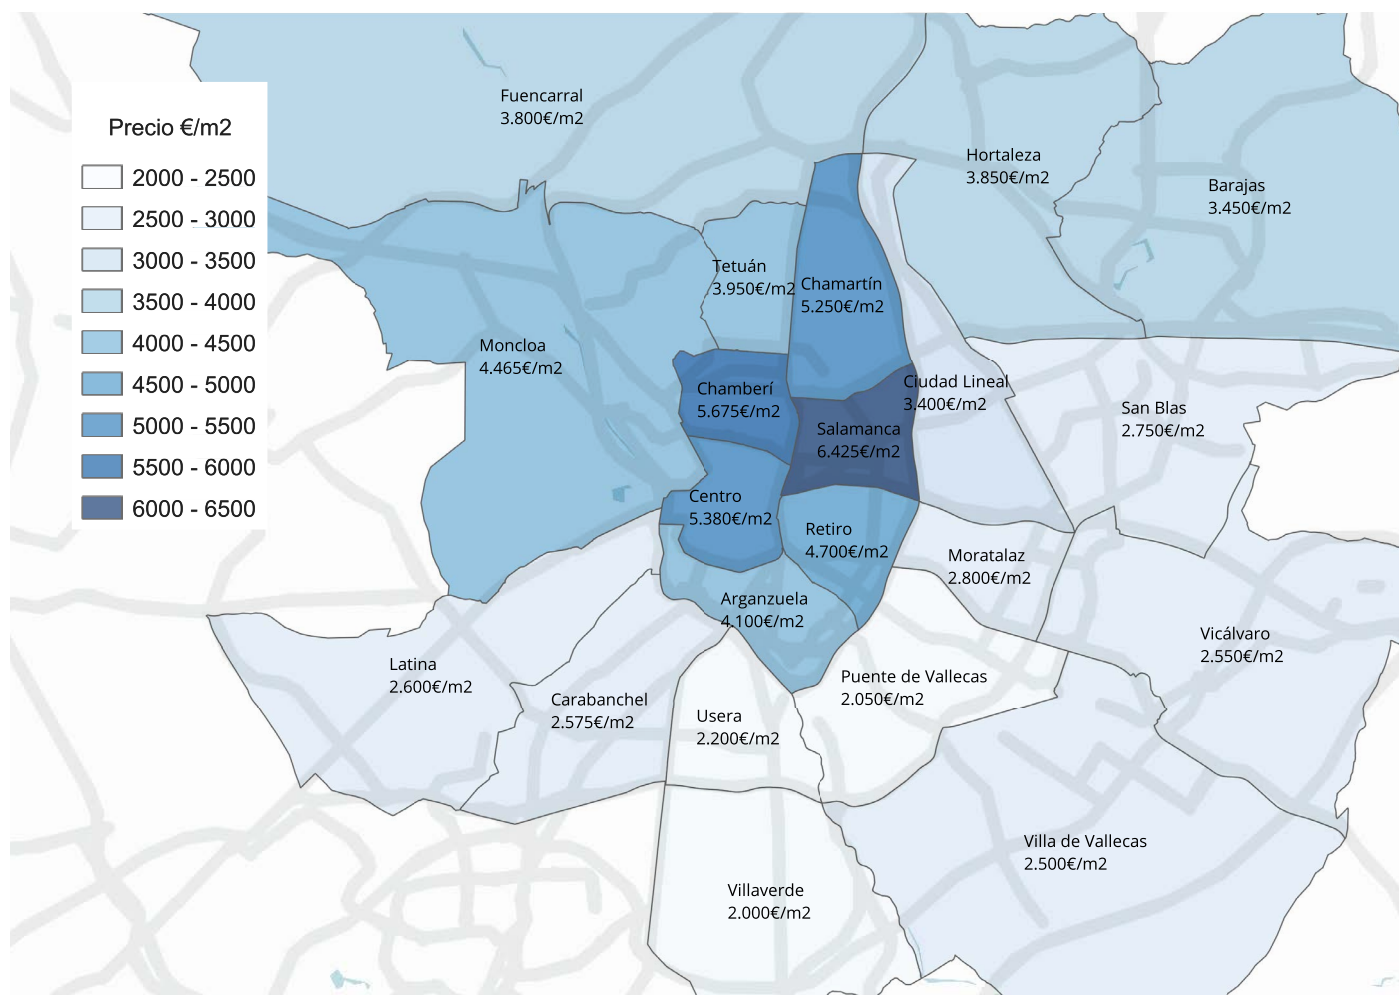 Precio €/m2
2000 - 2500
2500 - 3000
3000 - 3500
3500 - 4000
4000 - 4500
4500 - 5000
5000 - 5500
5500 - 6000
6000 - 6500
Fuencarral
3.800€/m2
Hortaleza
3.850€/m2
Barajas
3.450€/m2
Tetuán
3.950€/m2
Chamartín
5.250€/m2
Moncloa
4.465€/m2
Chamberí
5.675€/m2
Ciudad Lineal
3.400€/m2
San Blas
2.750€/m2
Salamanca
6.425€/m2
Centro
5.380€/m2
Retiro
4.700€/m2
Moratalaz
2.800€/m2
Arganzuela
4.100€/m2
Vicálvaro
2.550€/m2
Latina
2.600€/m2
Carabanchel
2.575€/m2
Usera
2.200€/m2
Puente de Vallecas
2.050€/m2
Villa de Vallecas
2.500€/m2
Villaverde
2.000€/m2